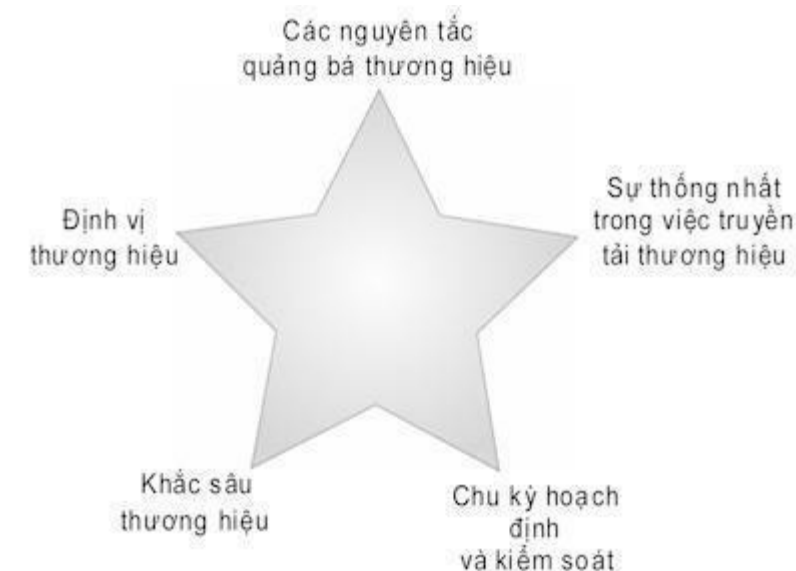 Các nguyên tắc
quảng bá thương hiệu
Sự thống nhất
trong việc truyền
tải thương hiệu
Định vị
thương hiệu
Khắc sâu
thương hiệu
Chu kỳ hoạch
định
và kiểm soát